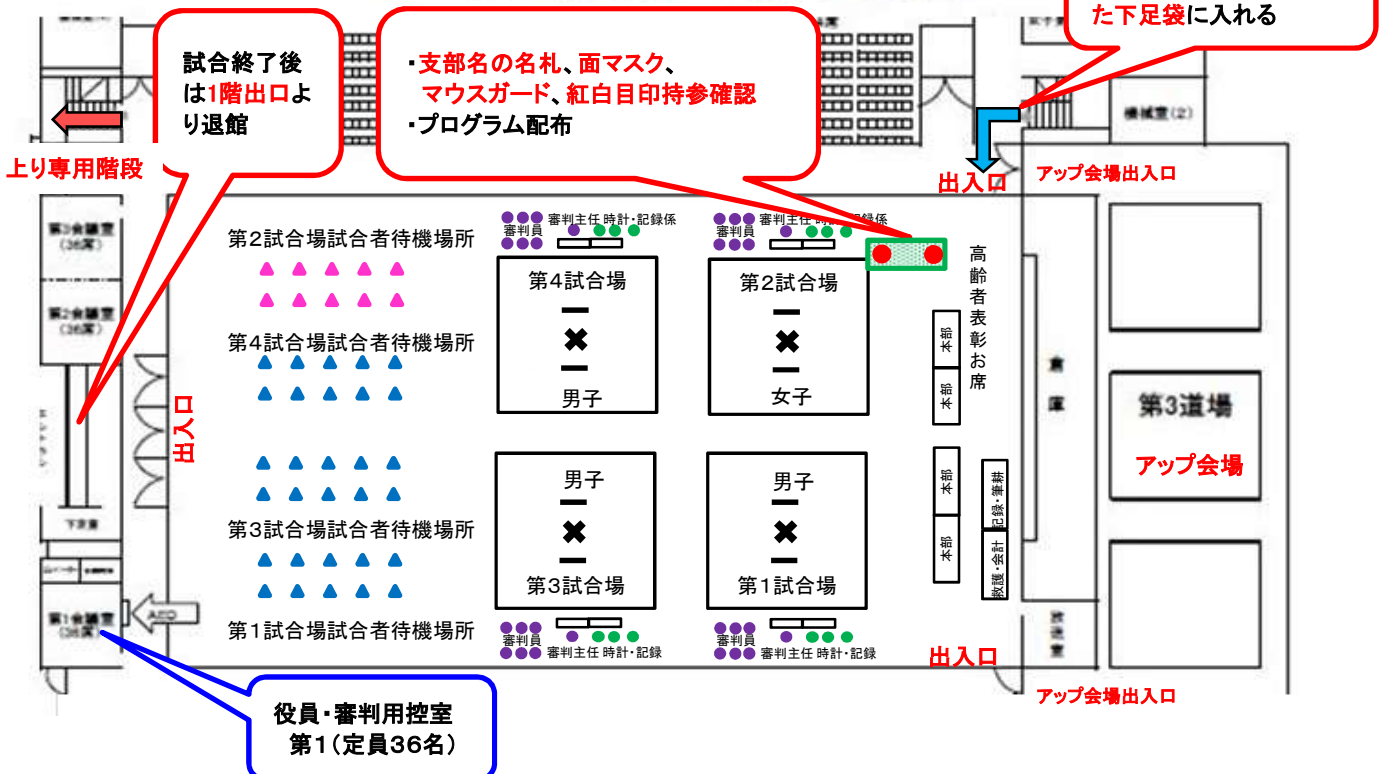 た下足袋に入れる
試合終了後
は1階出口よ
り退館
・支部名の名札、面マスク、
マウスガード、紅白目印持参確認
・プログラム配布
機械室(2)
上り専用階段
出入口
アップ会場出入口
第3会議室
(36席)
第2会議室
(36席)
審判員
審判主任 時計・記録係
審判員
審判主任 時計・記録係
第2試合場試合者待機場所
第4試合場
第2試合場
高齢者表彰お席
第4試合場試合者待機場所
男子
女子
本部
本部
倉庫
第3道場
アップ会場
出入口
男子
男子
本部
本部
記録・筆耕
救護・会計
下足室
第3試合場試合者待機場所
第3試合場
第1試合場
第1会議室
(36席)
AED
第1試合場試合者待機場所
審判員
審判主任 時計・記録
審判員
審判主任 時計・記録
出入口
アップ会場出入口
役員・審判用控室
第1(定員36名)